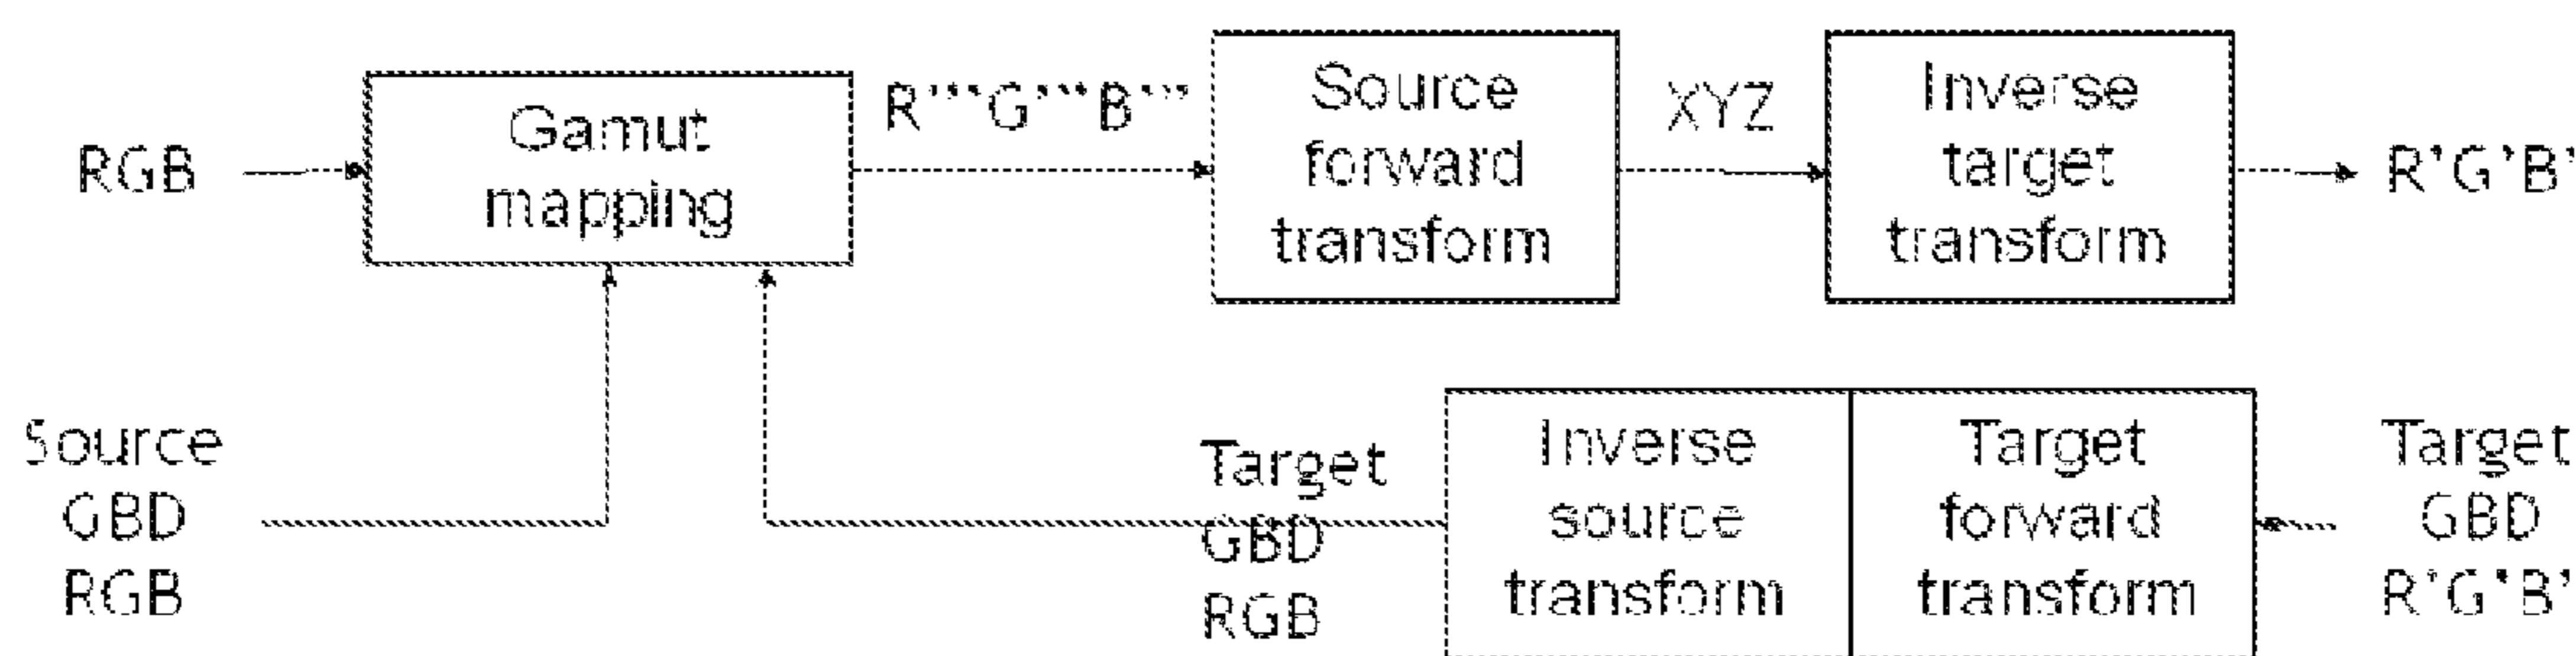 RGB
Gamut
mapping
R'''G'''B'''
Source
forward
transform
XYZ
Inverse
target
transform
R'G'B'
Source
GBD
RGB
Target
GBD
RGB
Inverse
source
transform
Target
forward
transform
Target
GBD
R'G'B'